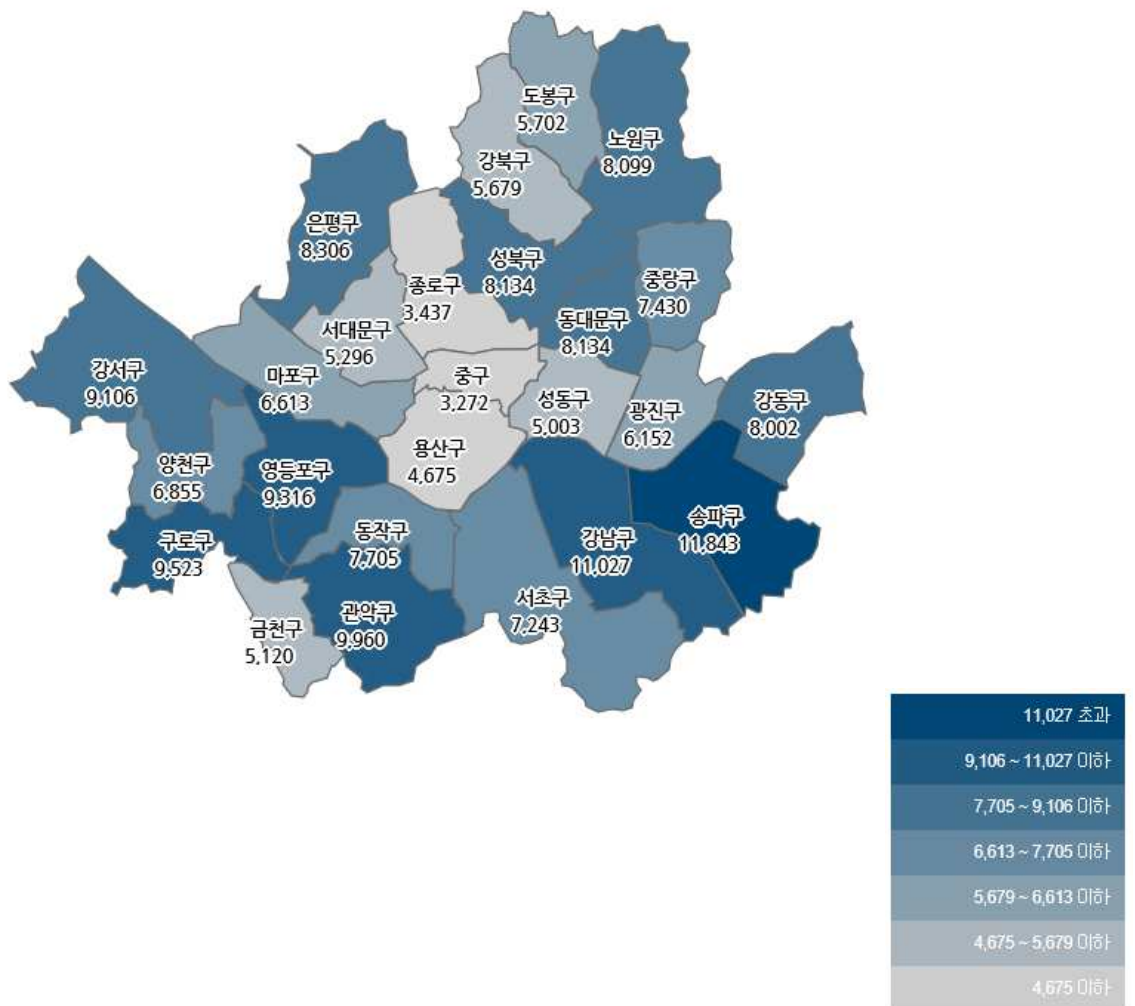 도봉구
5,702
노원구
8,099
강북구
5,679
은평구
8,306
성북구
8,134
중랑구
7,430
종로구
3,437
서대문구
5,296
동대문구
8,134
강서구
9,106
마포구
6,613
중구
3,272
성동구
5,003
광진구
6,152
강동구
8,002
양천구
6,855
영등포구
9,316
용산구
4,675
구로구
9,523
동작구
7,705
강남구
11,027
송파구
11,843
금천구
5,120
관악구
9,960
서초구
7,243
11,027 초과
9,106 ~ 11,027 이하
7,705 ~ 9,106 이하
6,613 ~ 7,705 이하
5,679 ~ 6,613 이하
4,675 ~ 5,679 이하
4,675 이하